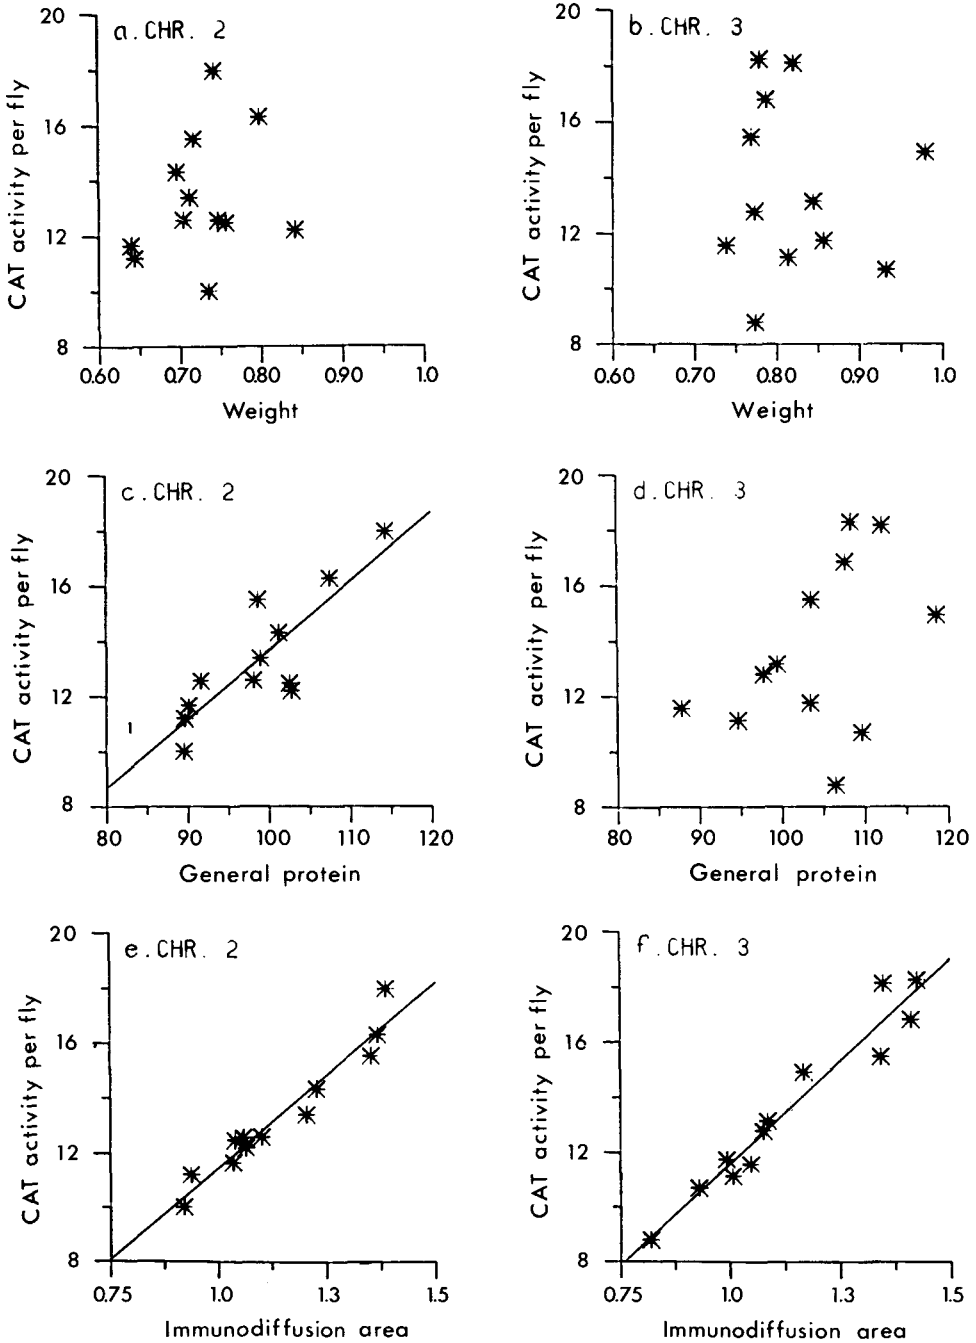 a. CHR. 2
CAT activity per fly
20
16
12
8
0.60 0.70 0.80 0.90 1.0
Weight
b. CHR. 3
CAT activity per fly
20
16
12
8
0.60 0.70 0.80 0.90 1.0
Weight
c. CHR. 2
CAT activity per fly
20
16
12
8
80 90 100 110 120
General protein
d. CHR. 3
CAT activity per fly
20
16
12
8
80 90 100 110 120
General protein
e. CHR. 2
CAT activity per fly
20
16
12
8
0.75 1.0 1.3 1.5
Immunodiffusion area
f. CHR. 3
CAT activity per fly
20
16
12
8
0.75 1.0 1.3 1.5
Immunodiffusion area